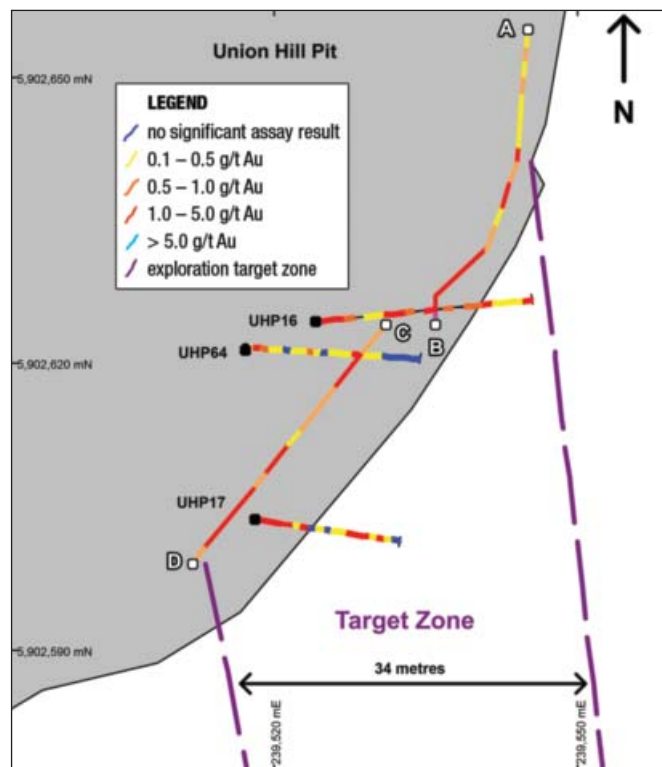 A
Union Hill Pit
5,902,650 mN
N
LEGEND
no significant assay result
0.1 – 0.5 g/t Au
0.5 – 1.0 g/t Au
1.0 – 5.0 g/t Au
> 5.0 g/t Au
exploration target zone
UHP16
C
B
UHP64
5,902,620 mN
UHP17
D
Target Zone
5,902,590 mN
34 metres
239,520 mE
239,550 mE